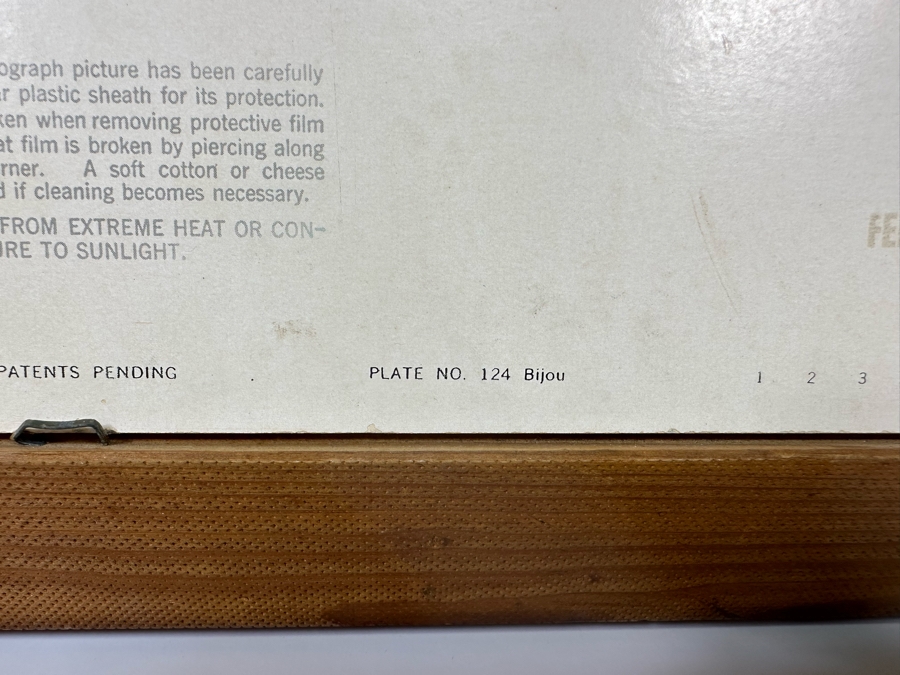 ograph picture has been carefully
r plastic sheath for its protection.
ken when removing protective film
at film is broken by piercing along
rner. A soft cotton or cheese
d if cleaning becomes necessary.
FROM EXTREME HEAT OR CON-
URE TO SUNLIGHT.
PATENTS PENDING
PLATE NO. 124 Bijou
1 2 3